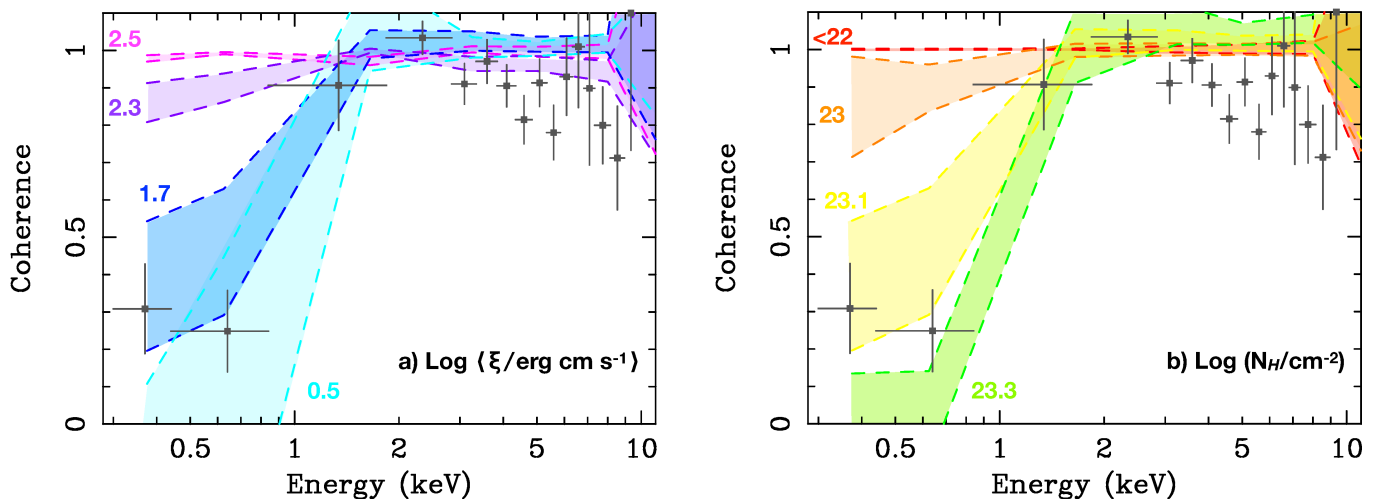 1
0.5
0
Coherence
2.5
2.3
1.7
0.5
a) Log ⟨ξ/erg cm s⁻¹⟩
0.5 1 2 5 10
Energy (keV)
1
0.5
0
Coherence
<22
23
23.1
23.3
b) Log (N_H/cm⁻²)
0.5 1 2 5 10
Energy (keV)